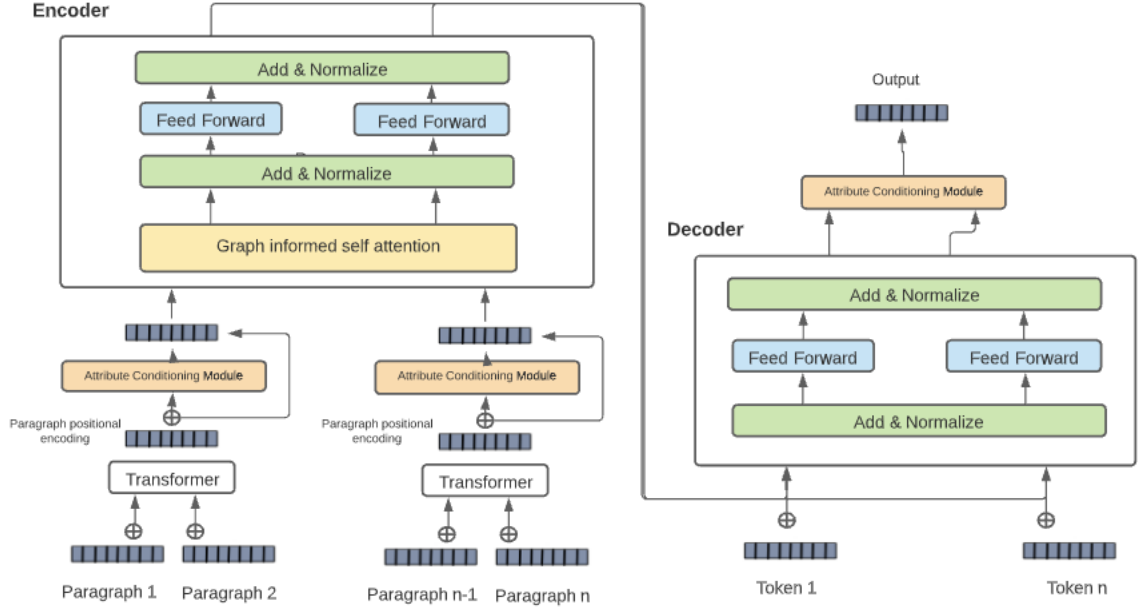 Encoder
Add & Normalize
Feed Forward
Feed Forward
Add & Normalize
Graph informed self attention
Attribute Conditioning Module
Attribute Conditioning Module
Paragraph positional
encoding
Paragraph positional
encoding
Transformer
Transformer
Paragraph 1
Paragraph 2
Paragraph n-1
Paragraph n
Output
Attribute Conditioning Module
Decoder
Add & Normalize
Feed Forward
Feed Forward
Add & Normalize
Token 1
Token n